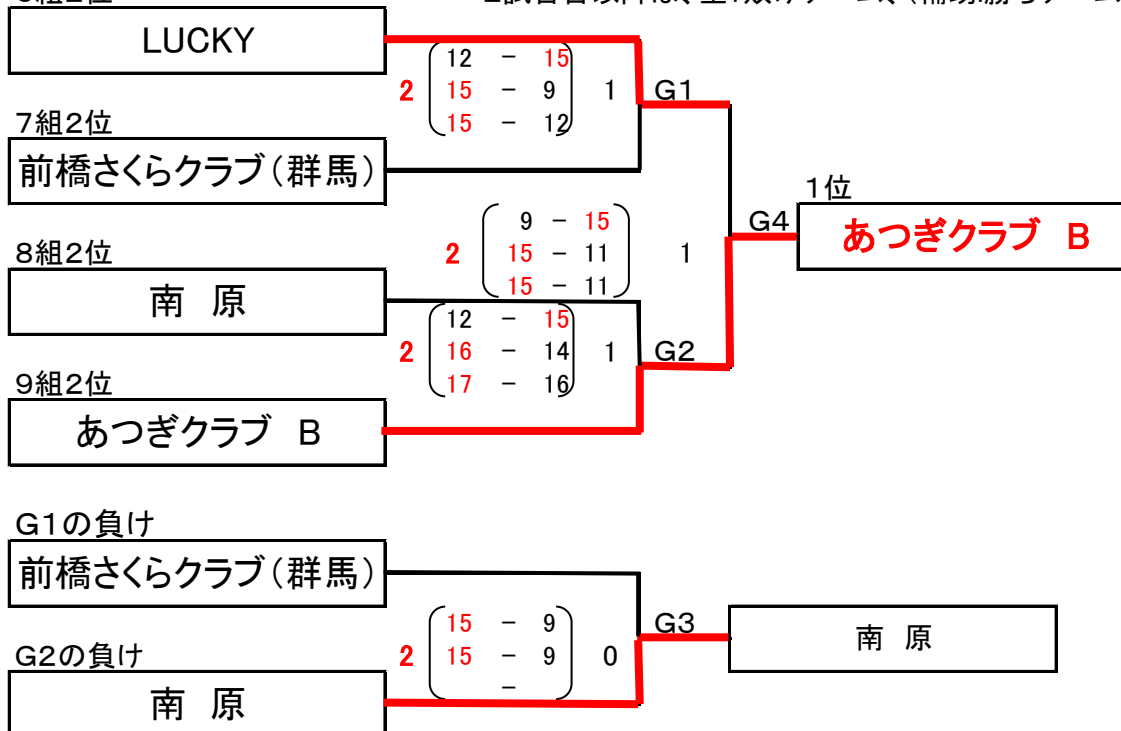 LUCKY
12 － 15
2 15 － 9 1 G1
15 － 12
7組2位
前橋さくらクラブ（群馬）
1位
9 － 15
G4 あつぎクラブ B
8組2位
2 15 － 11 1
15 － 11
南 原
12 － 15
2 16 － 14 1 G2
17 － 16
9組2位
あつぎクラブ B
G1の負け
前橋さくらクラブ（群馬）
15 － 9
G3 南 原
G2の負け
2 15 － 9 0
－
南 原